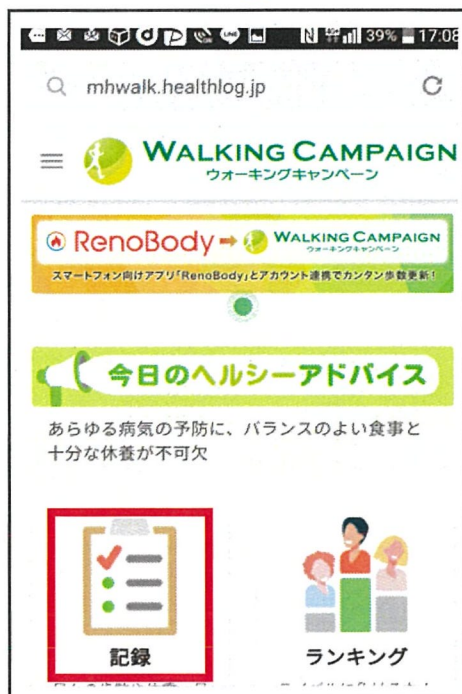 39% 17:08
mhwalk.healthlog.jp
WALKING CAMPAIGN
ウオーキングキャンペーン
RenoBody WALKING CAMPAIGN
ウオーキングキャンペーン
スマートフォン向けアプリ「RenoBody」とアカウント連携でカンタン歩数更新!
今日のヘルシーアドバイス
あらゆる病気の予防に、バランスのよい食事と
十分な休養が不可欠
記録 ランキング